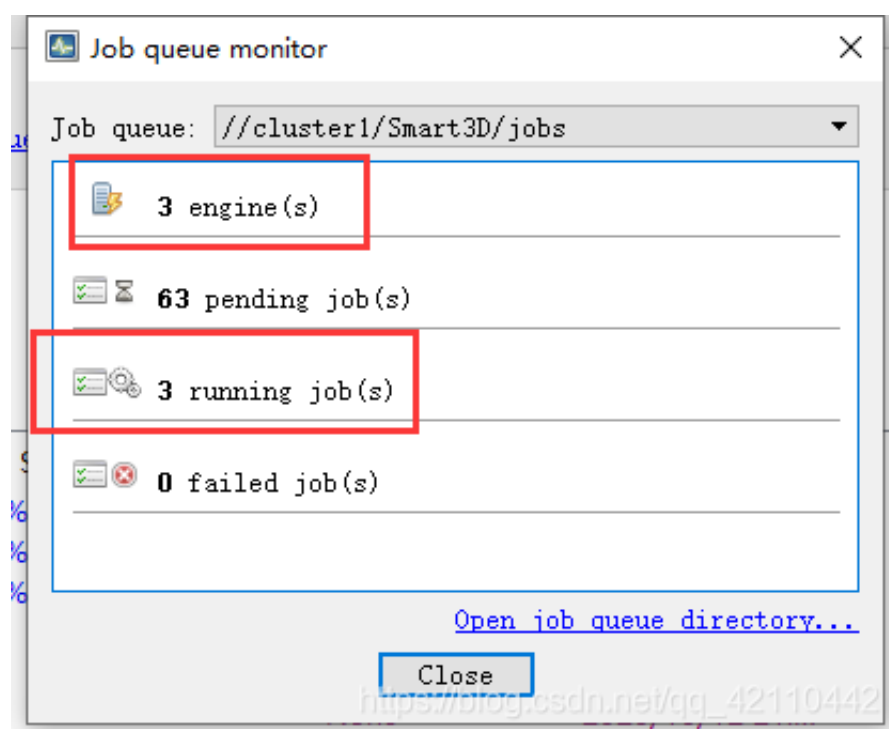 Job queue monitor
Job queue: //cluster1/Smart3D/jobs
3 engine(s)
63 pending job(s)
3 running job(s)
0 failed job(s)
%
%
%
Open job queue directory...
Close
https://blog.csdn.net/qq_42110442